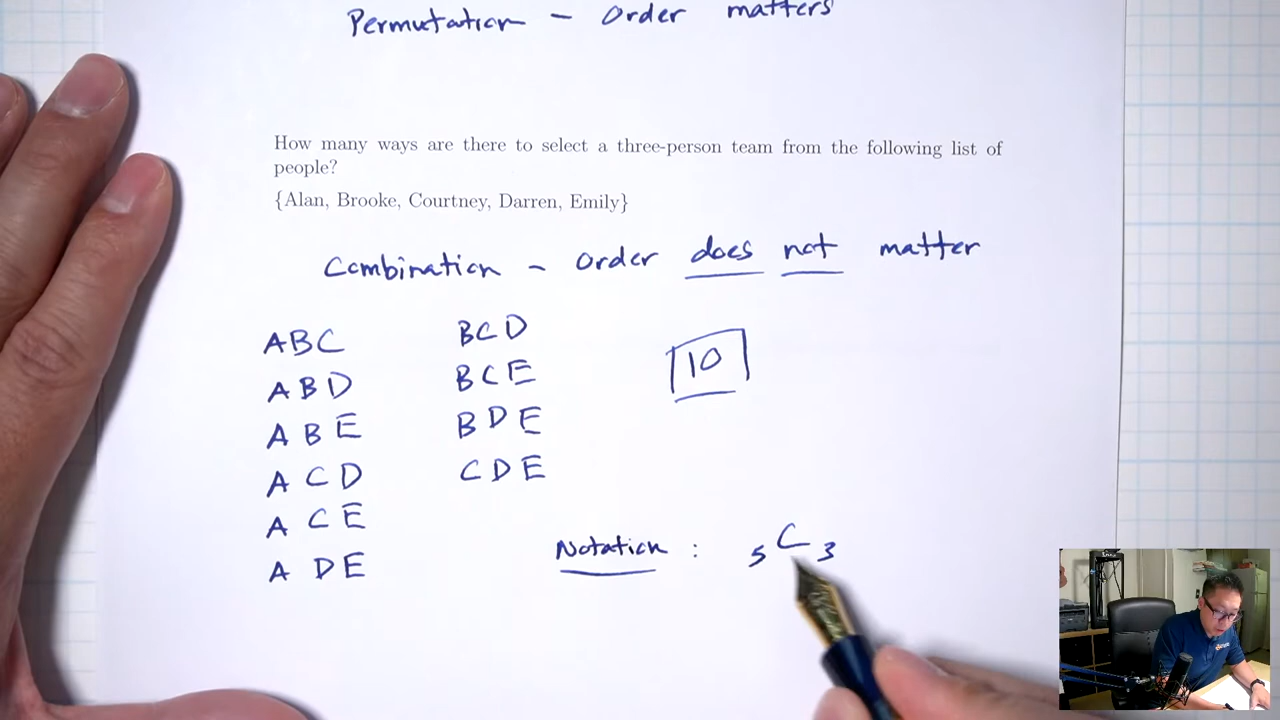 Permutation - Order matters
How many ways are there to select a three-person team from the following list of
people?
{Alan, Brooke, Courtney, Darren, Emily}
Combination - order does not matter
ABC
ABD
ABE
ACD
ACE
ADE
BCD
BCE
BDE
CDE
10
Notation : 5C3